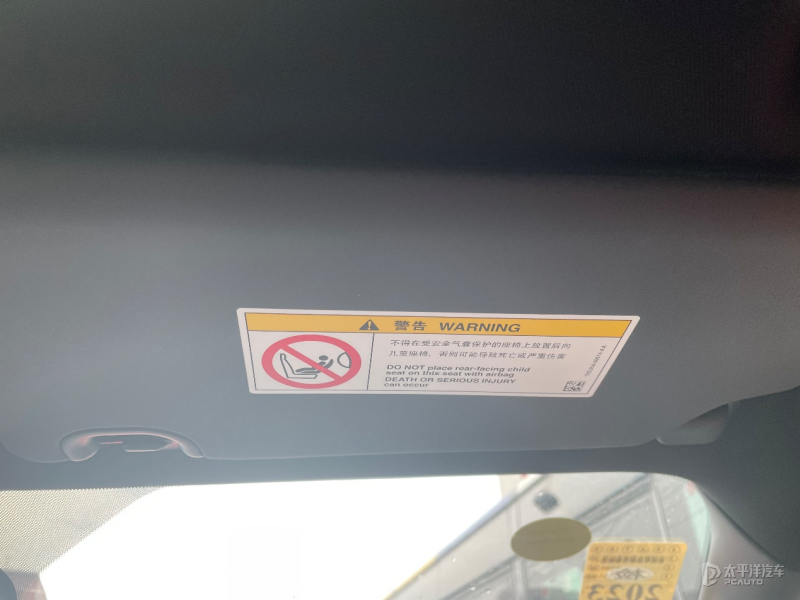 警告 WARNING
不得在受安全气囊保护的座椅上放置后向
儿童座椅，否则可能导致死亡或严重伤害
DO NOT place rear-facing child
seat on this seat with airbag
DEATH OR SERIOUS INJURY
can occur
2023
太平洋汽车
PCAUTO